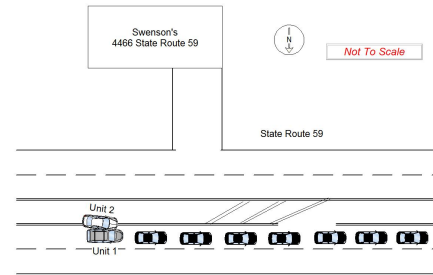 Swenson's
4466 State Route 59
N
Not To Scale
State Route 59
Unit 2
Unit 1